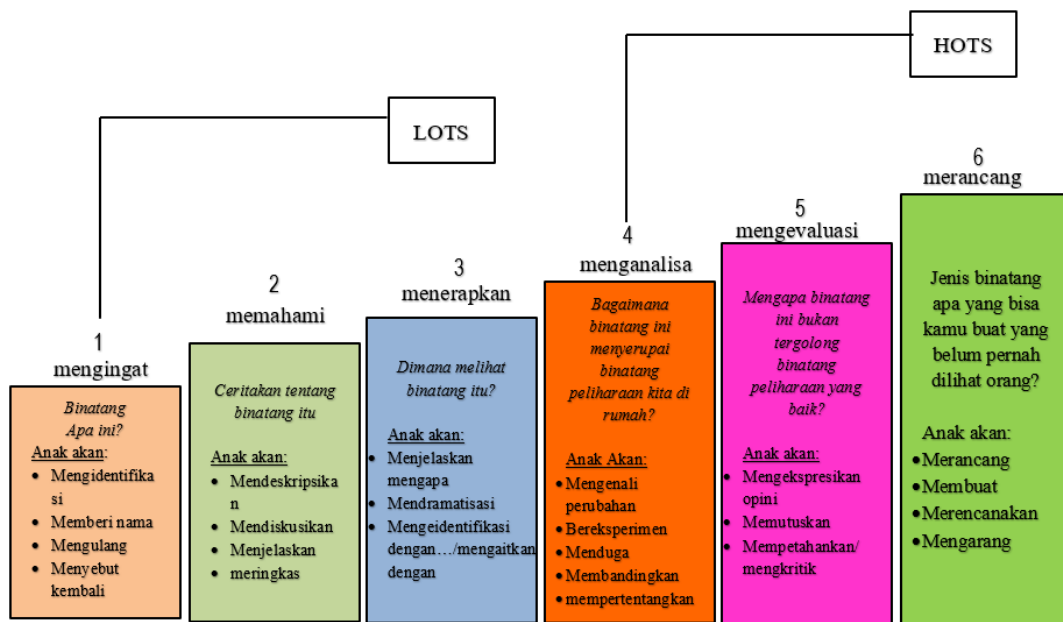 HOTS
LOTS
1
mengingat
Binatang
Apa ini?
Anak akan:
• Mengidentifika
si
• Memberi nama
• Mengulang
• Menyebut
kembali
2
memahami
Ceritakan tentang
binatang itu
Anak akan:
• Mendeskripsika
n
• Mendiskusikan
• Menjelaskan
• meringkas
3
menerapkan
Dimana melihat
binatang itu?
Anak akan:
• Menjelaskan
mengapa
• Mendramatisasi
• Mengeidentifikasi
dengan…/mengaitkan
dengan
4
menganalisa
Bagaimana
binatang ini
menyerupai
binatang
peliharaan kita di
rumah?
Anak Akan:
• Mengenali
perubahan
• Bereksperimen
• Menduga
• Membandingkan
• mempertentangkan
5
mengevaluasi
Mengapa binatang
ini bukan
tergolong
binatang
peliharaan yang
baik?
Anak akan:
• Mengekspresikan
opini
• Memutuskan
• Mempetahankan/
mengkritik
6
merancang
Jenis binatang
apa yang bisa
kamu buat yang
belum pernah
dilihat orang?
Anak akan:
• Merancang
• Membuat
• Merencanakan
• Mengarang